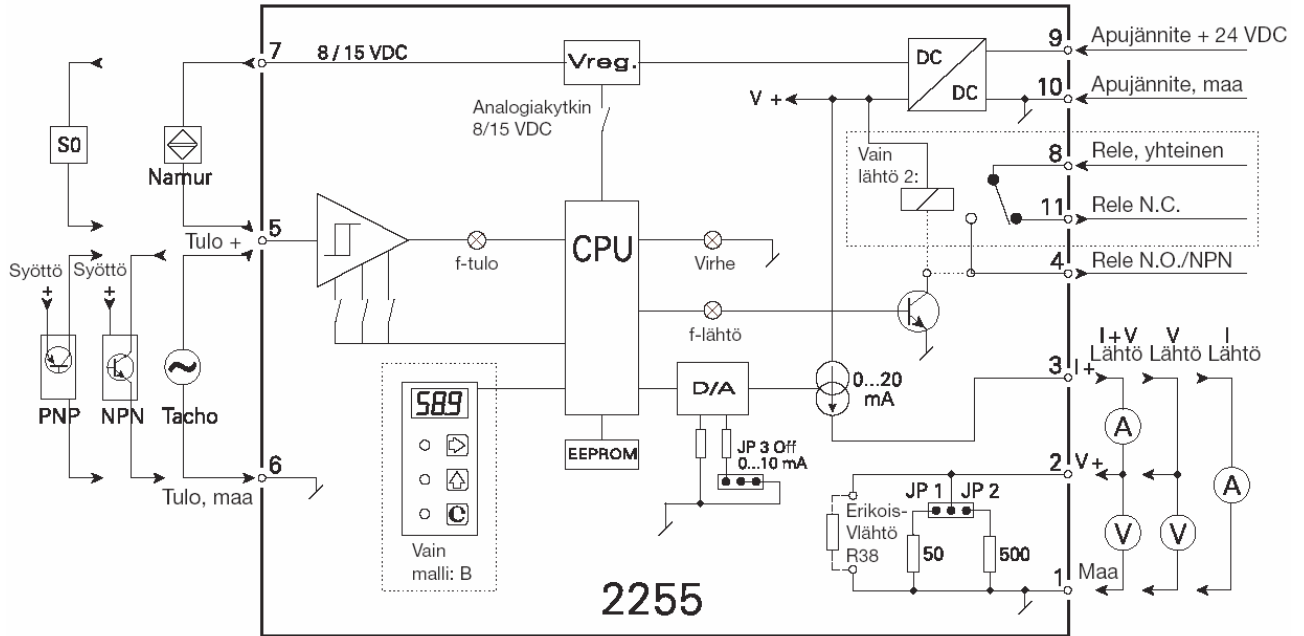 7
8 / 15 VDC
Vreg.
DC
DC
9
Apujännite + 24 VDC
10
Apujännite, maa
V +
Analogiakytkin
8/15 VDC
S0
Namur
Vain
lähtö 2:
8
Rele, yhteinen
11
Rele N.C.
4
Rele N.O./NPN
5
Tulo +
f-tulo
CPU
Virhe
f-lähtö
Syöttö
+
Syöttö
+
PNP
NPN
Tacho
6
Tulo, maa
58.9
C
Vain
malli: B
D/A
EEPROM
JP 3 Off
0...10 mA
0...20
mA
I + V
Lähtö
V
Lähtö
I
Lähtö
3
I +
A
2
V +
A
V
V
JP 1
JP 2
Erikois-
Vlähtö
R38
50
500
1
Maa
2255